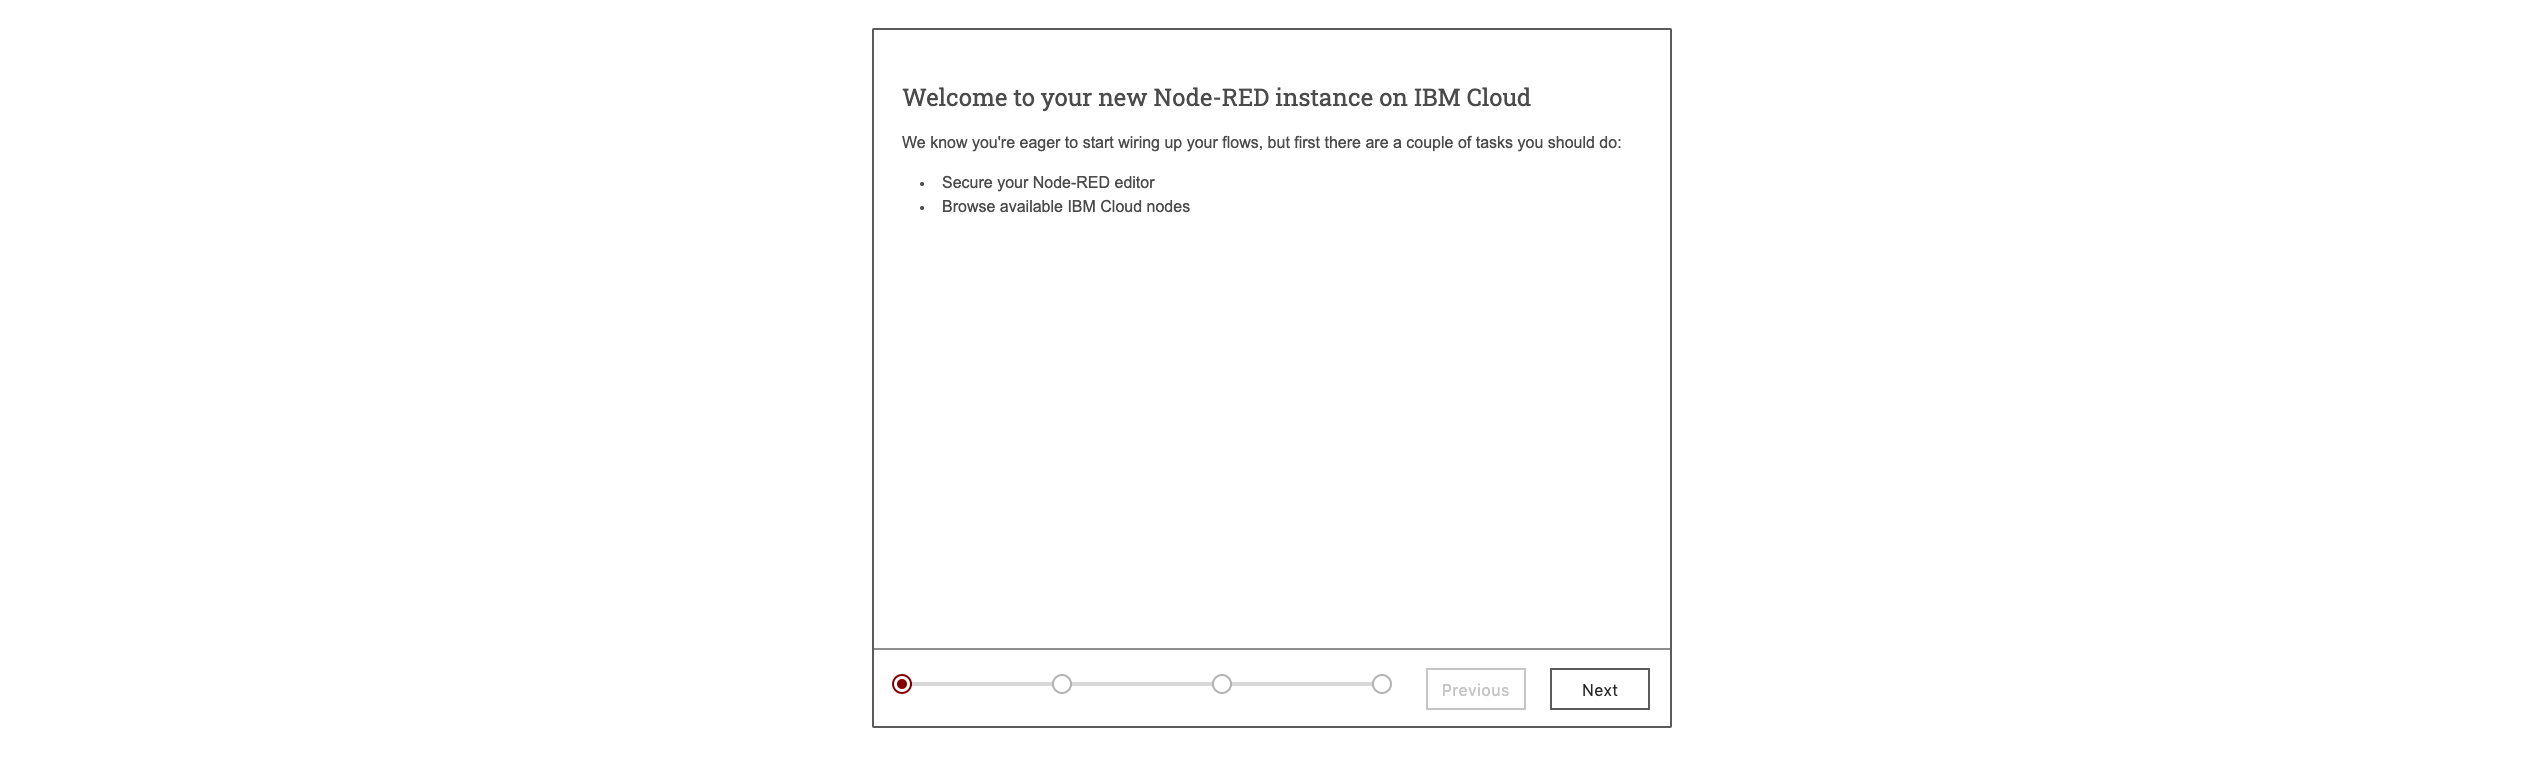 Welcome to your new Node-RED instance on IBM Cloud
We know you're eager to start wiring up your flows, but first there are a couple of tasks you should do:
• Secure your Node-RED editor
• Browse available IBM Cloud nodes
Previous
Next